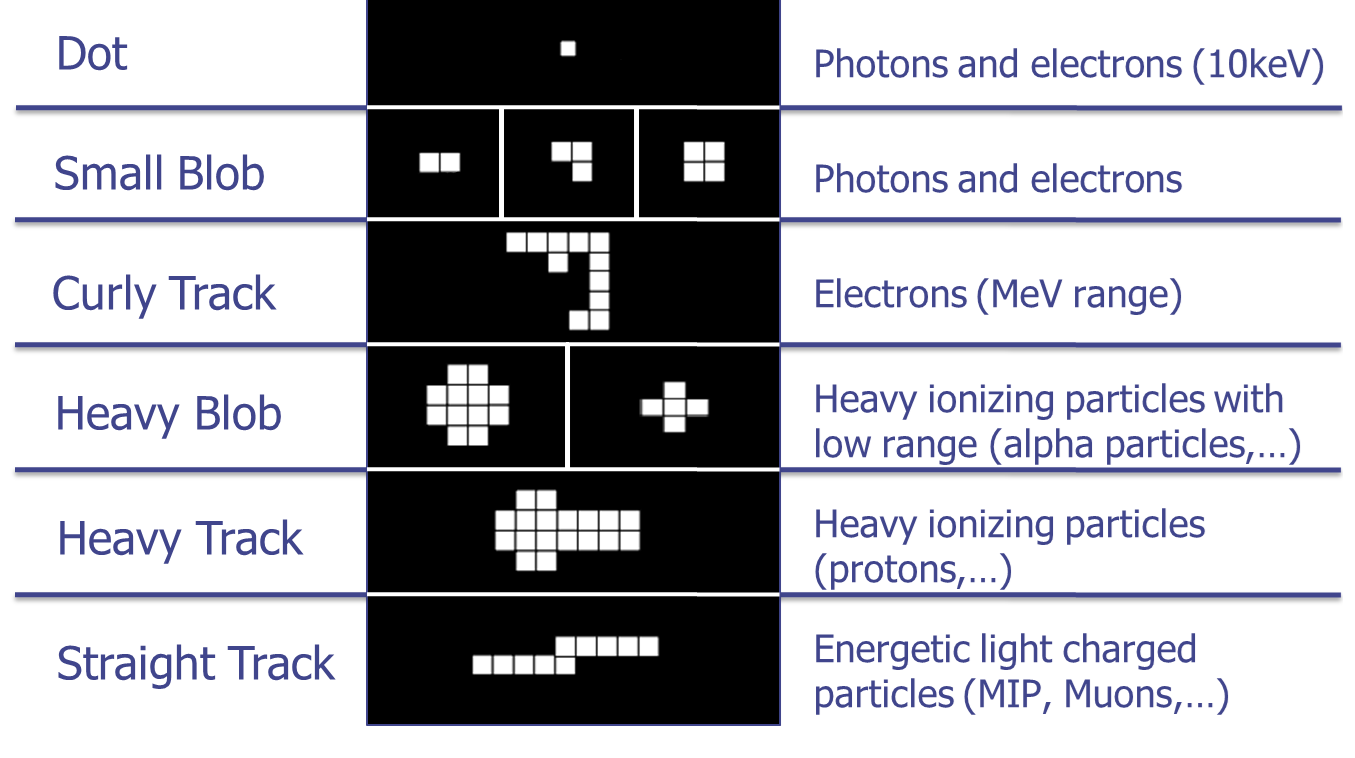 Dot
Photons and electrons (10keV)
Small Blob
Photons and electrons
Curly Track
Electrons (MeV range)
Heavy Blob
Heavy ionizing particles with
low range (alpha particles,...)
Heavy Track
Heavy ionizing particles
(protons,...)
Straight Track
Energetic light charged
particles (MIP, Muons,...)